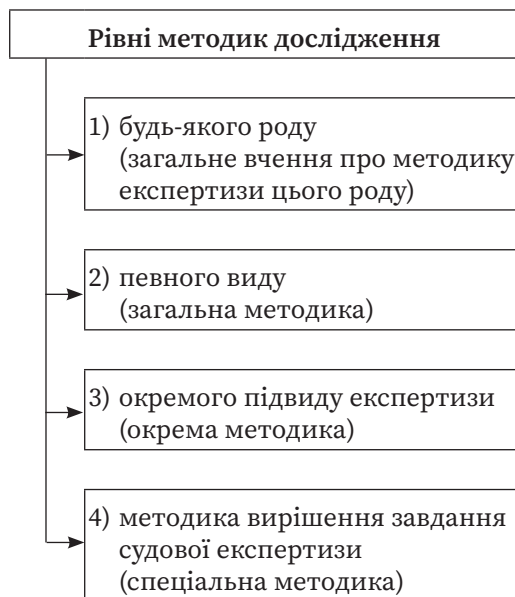 Рівні методик дослідження
1) будь-якого роду
(загальне вчення про методику
експертизи цього роду)
2) певного виду
(загальна методика)
3) окремого підвиду експертизи
(окрема методика)
4) методика вирішення завдання
судової експертизи
(спеціальна методика)